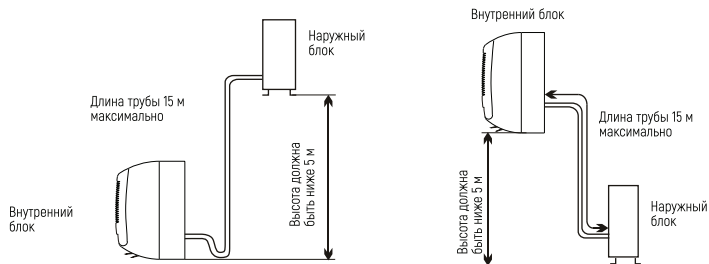 Наружный
блок
Длина трубы 15 м
максимально
Высота должна
быть ниже 5 м
Внутренний
блок
Внутренний блок
Длина трубы 15 м
максимально
Высота должна
быть ниже 5 м
Наружный
блок